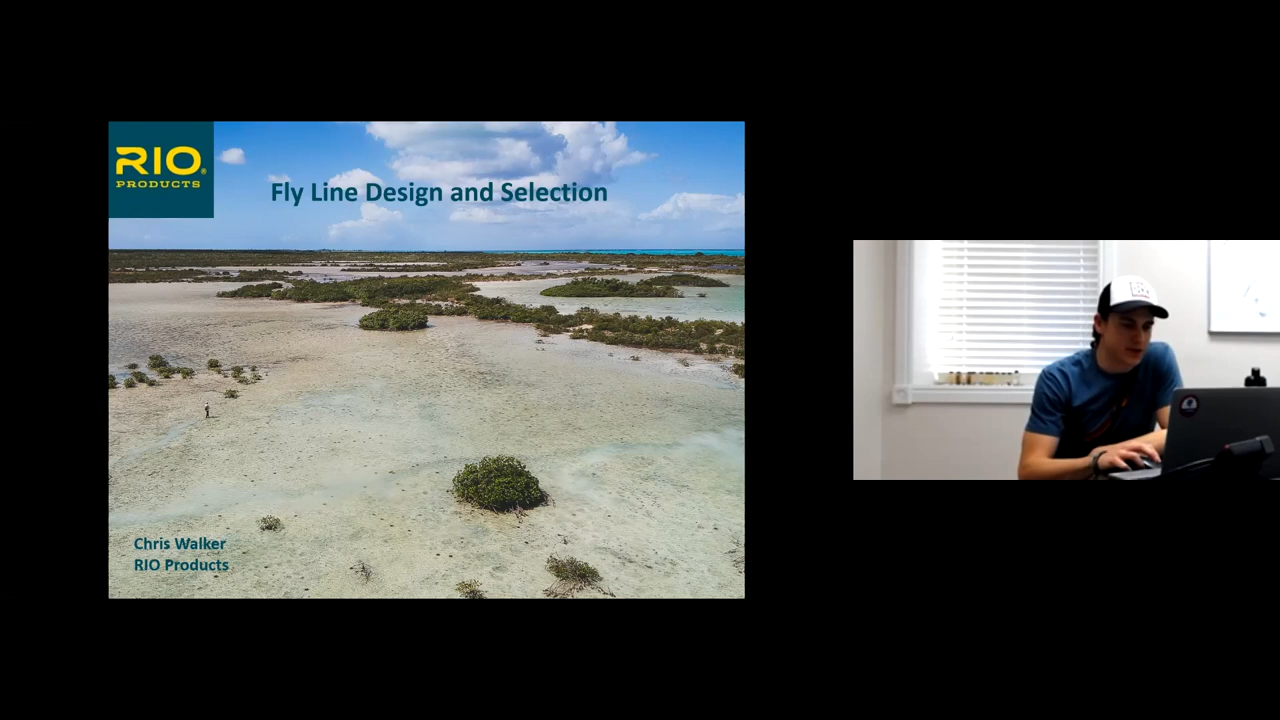 RIO
PRODUCTS
Fly Line Design and Selection
Chris Walker
RIO Products